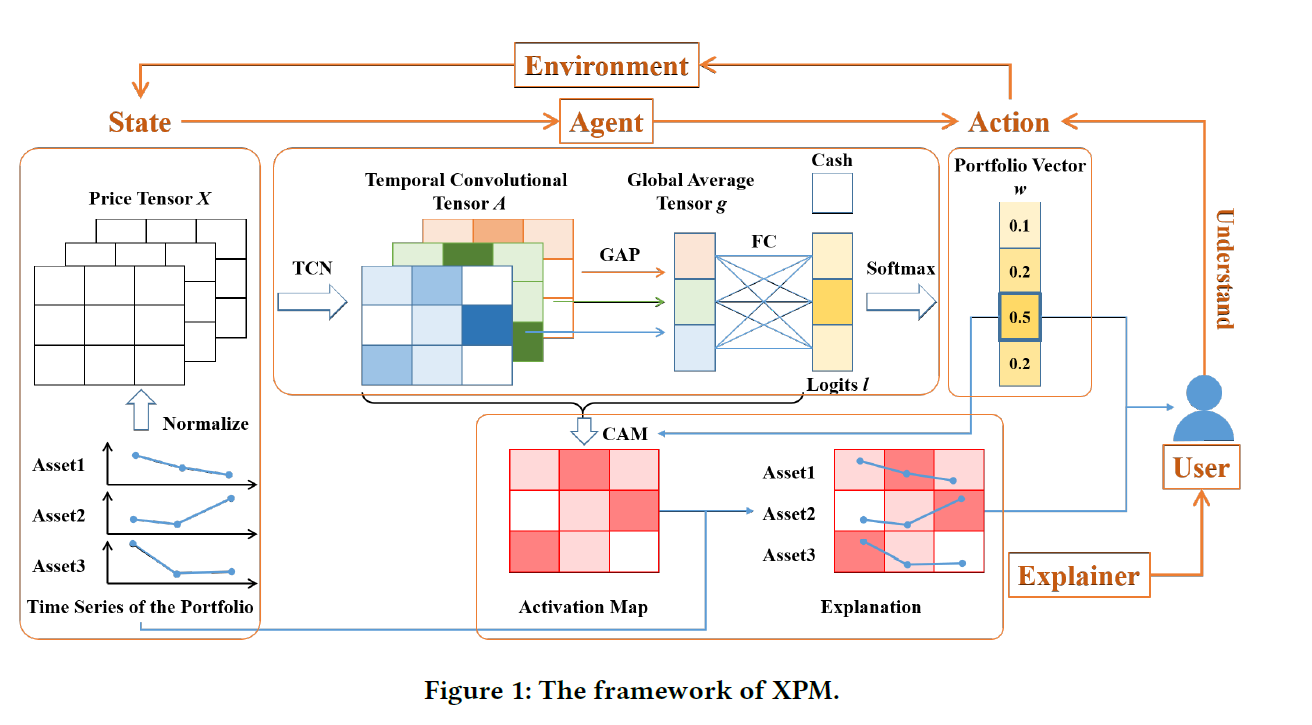 Environment
State
Agent
Action
Price Tensor X
Temporal Convolutional
Tensor A
Global Average
Tensor g
Cash
Portfolio Vector
w
TCN
GAP
FC
Softmax
0.1
0.2
0.5
0.2
Logits l
Understand
Normalize
Asset1
Asset2
Asset3
Time Series of the Portfolio
CAM
Activation Map
Asset1
Asset2
Asset3
Explanation
User
Explainer
Figure 1: The framework of XPM.